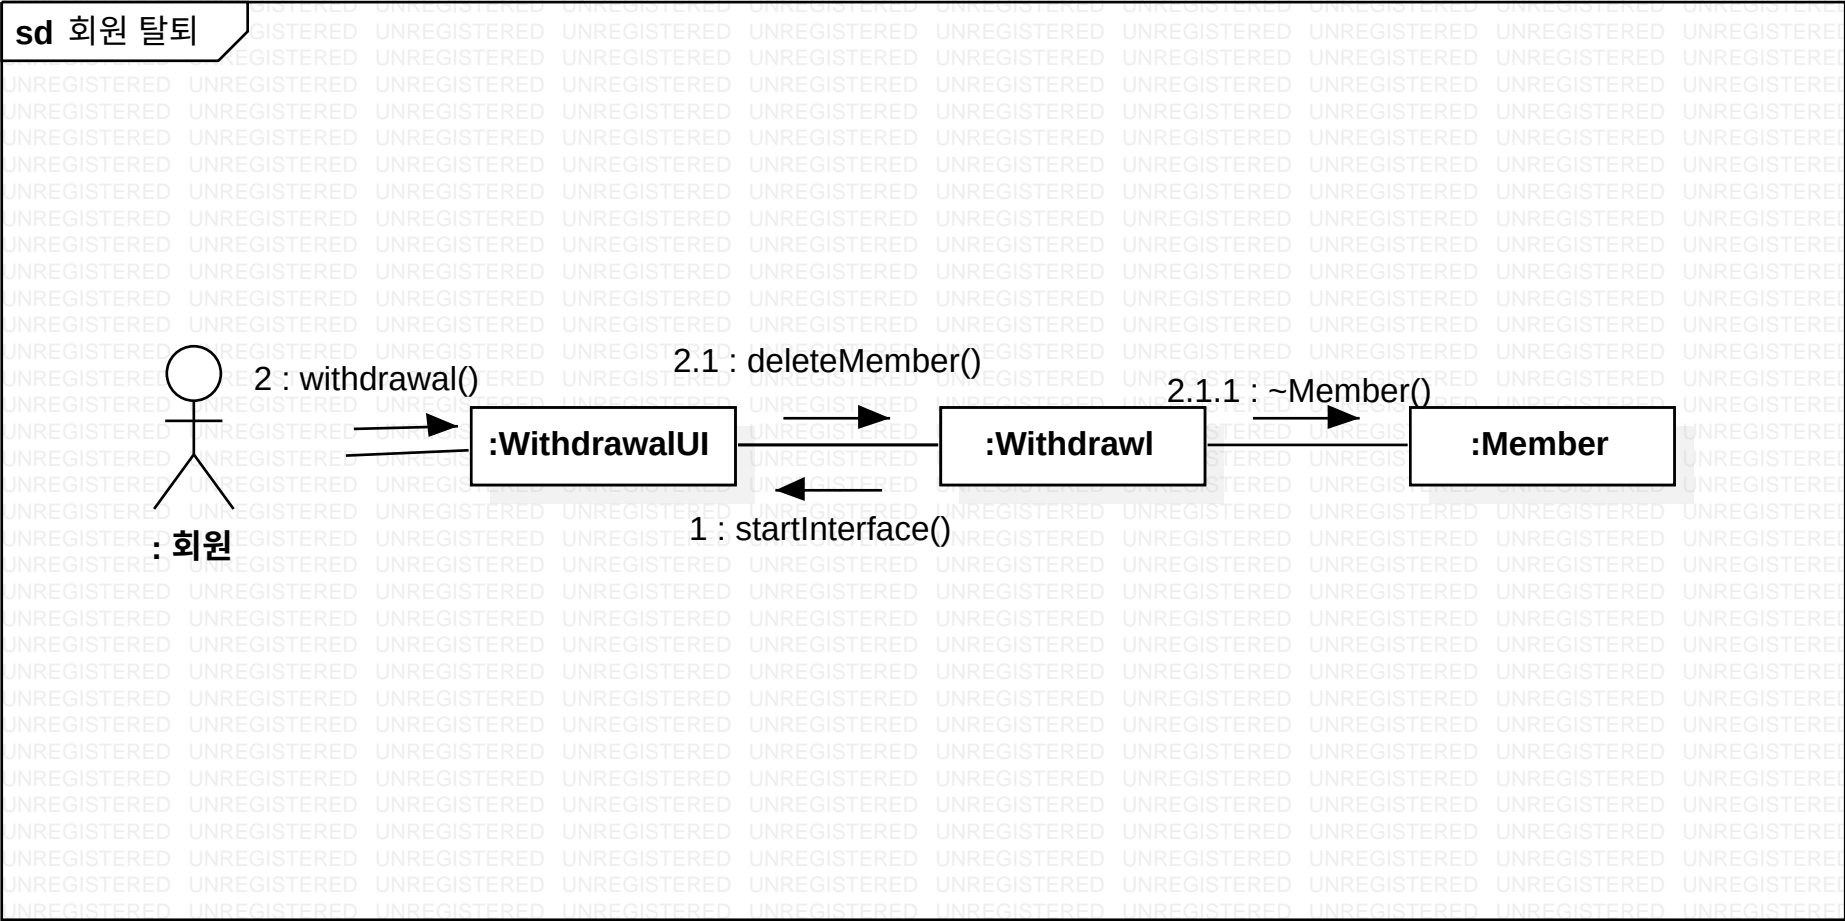 sd 회원 탈퇴
2 : withdrawal()
2.1 : deleteMember()
2.1.1 : ~Member()
:WithdrawalUI
:Withdrawl
:Member
1 : startInterface()
: 회원
UNREGISTERED